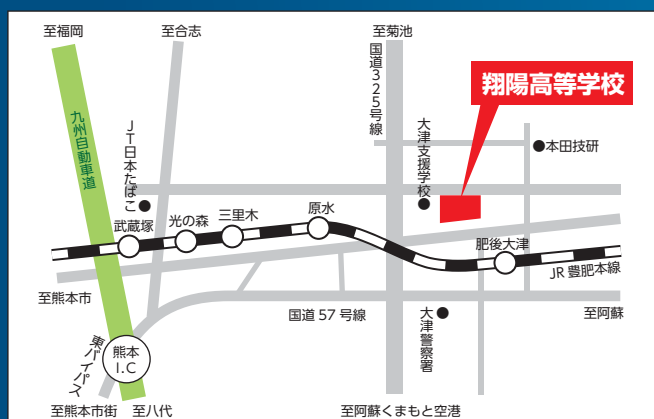 至福岡
至合志
至菊池
国道325号線
翔陽高等学校
九州自動車道
JT日本たばこ
大津支援学校
本田技研
武蔵塚
光の森
三里木
原水
肥後大津
JR豊肥本線
至熊本市
国道57号線
大津警察署
至阿蘇
東バイパス
熊本
I.C
至熊本市街
至八代
至阿蘇くまもと空港